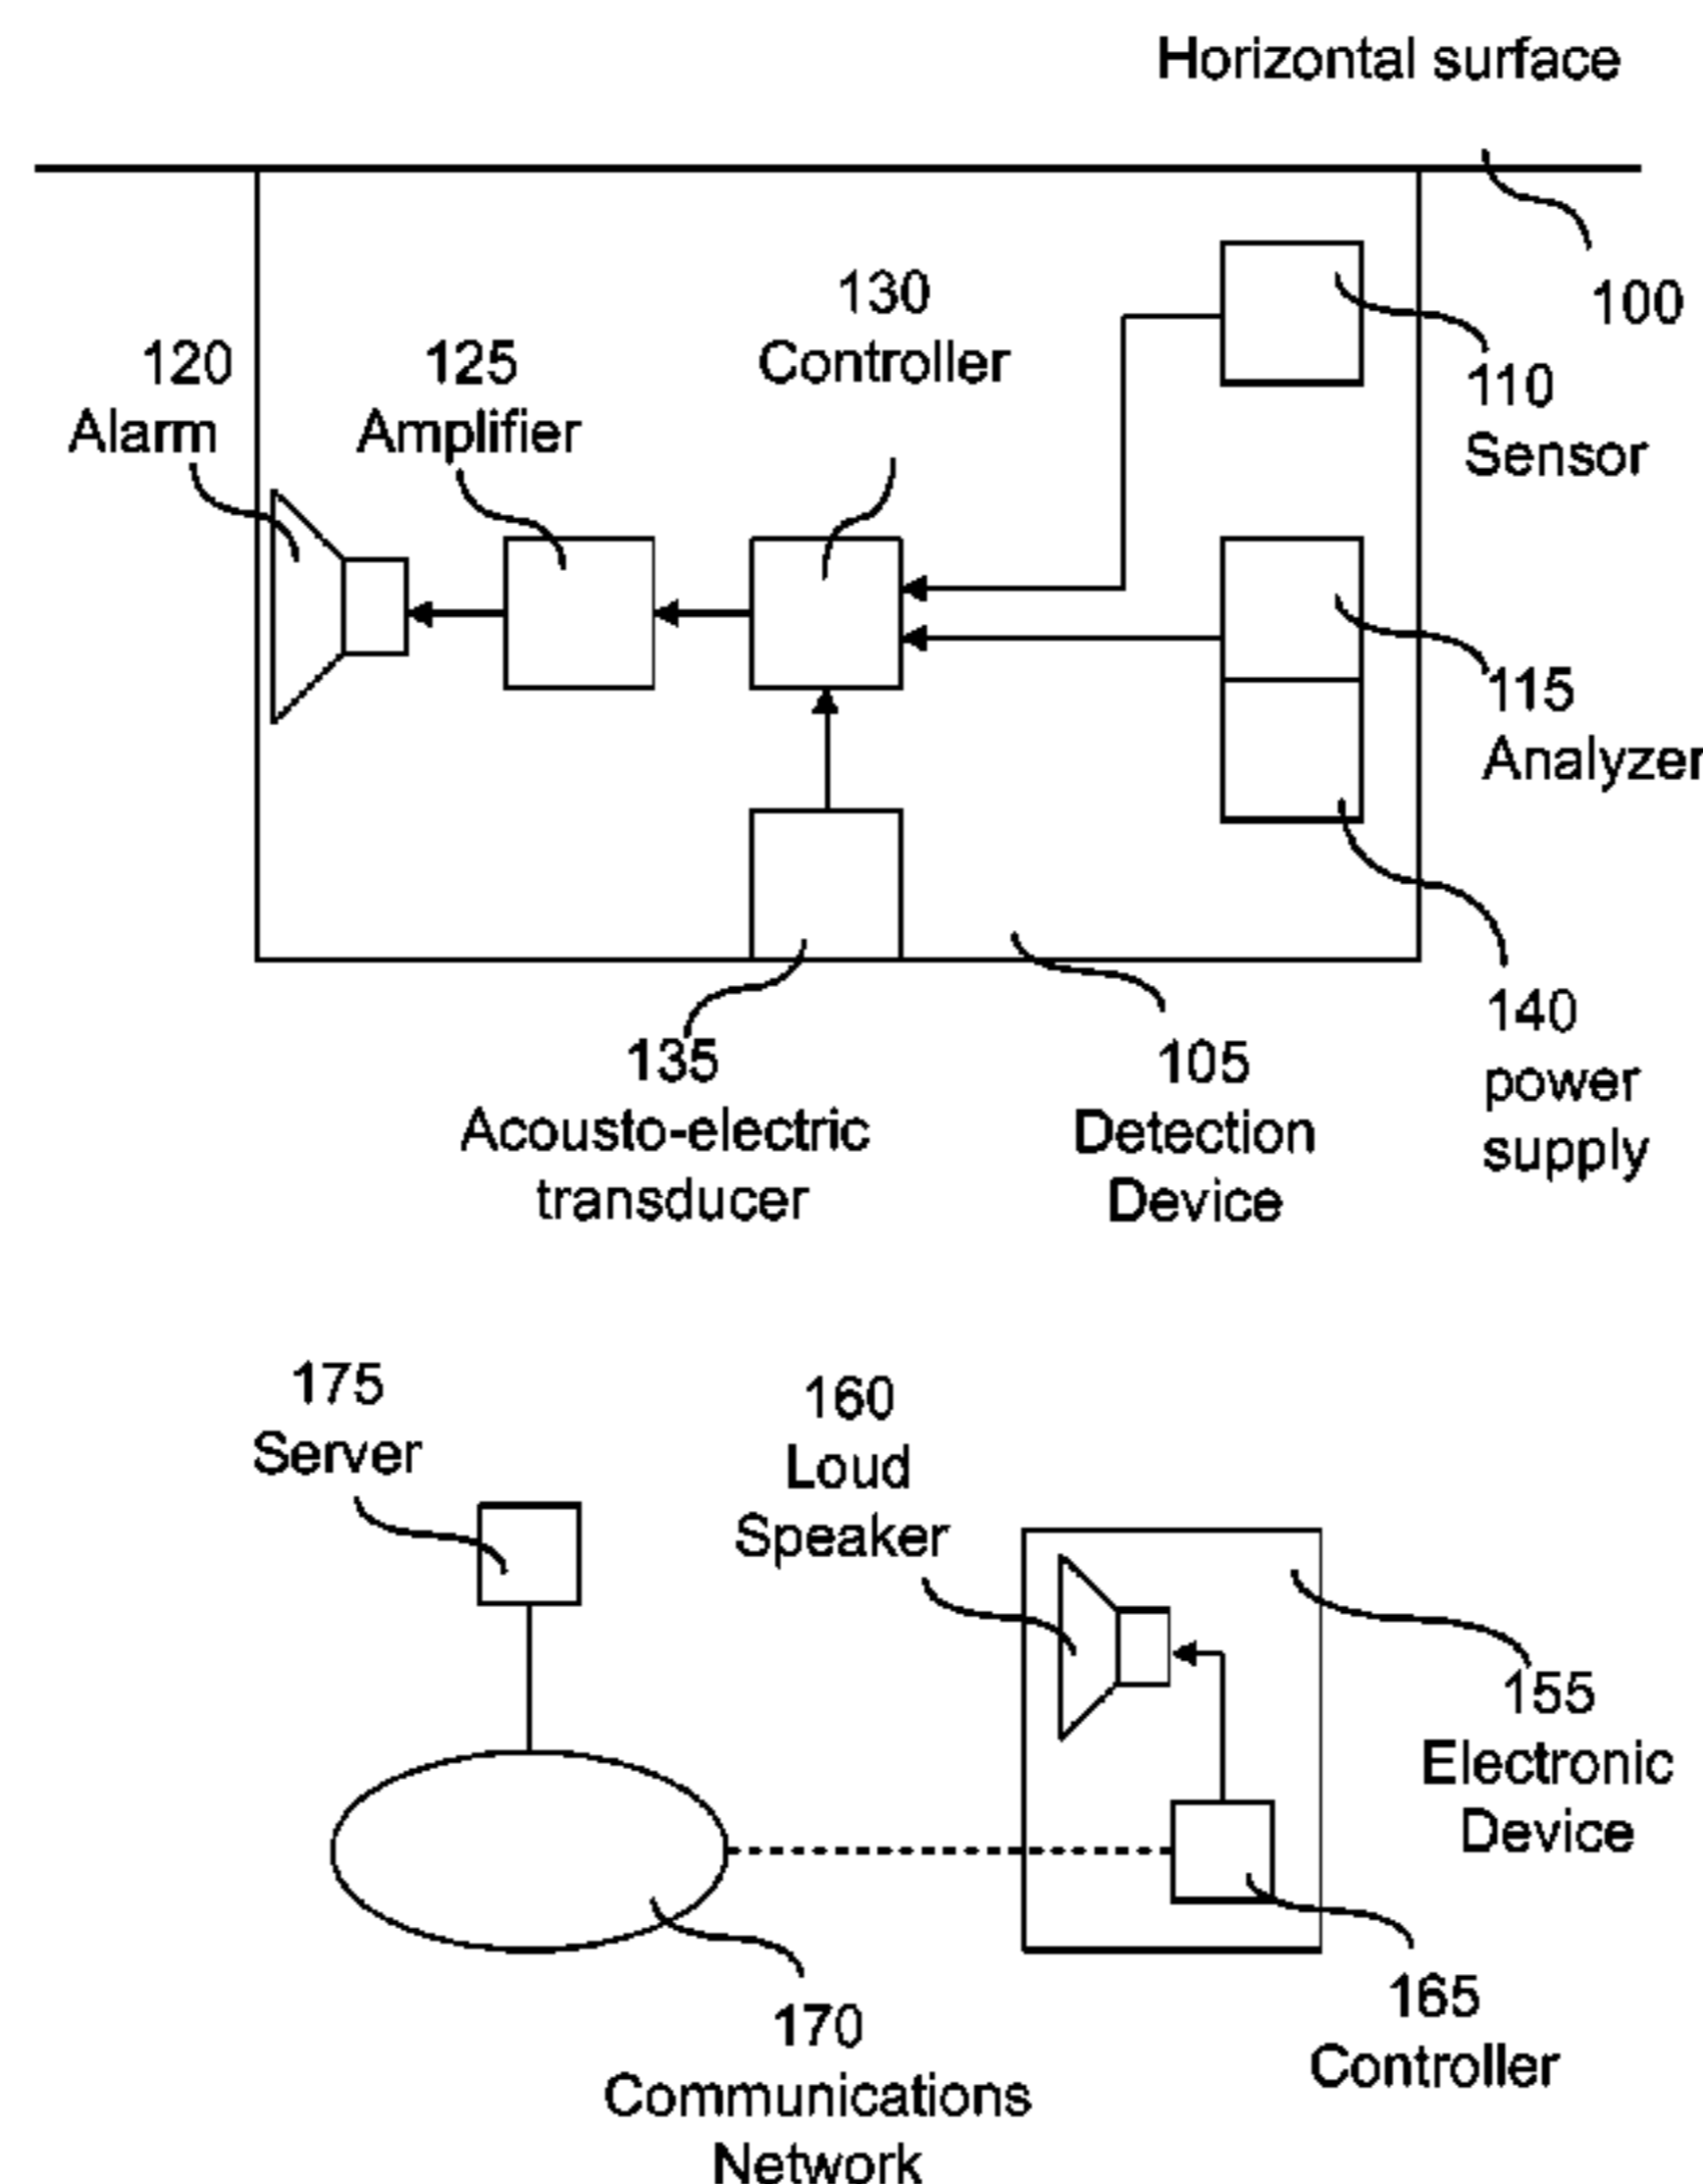 Horizontal surface
100
130
Controller
120
Alarm
125
Amplifier
110
Sensor
115
Analyzer
140
power
supply
135
Acousto-electric
transducer
105
Detection
Device
175
Server
160
Loud
Speaker
155
Electronic
Device
165
Controller
170
Communications
Network